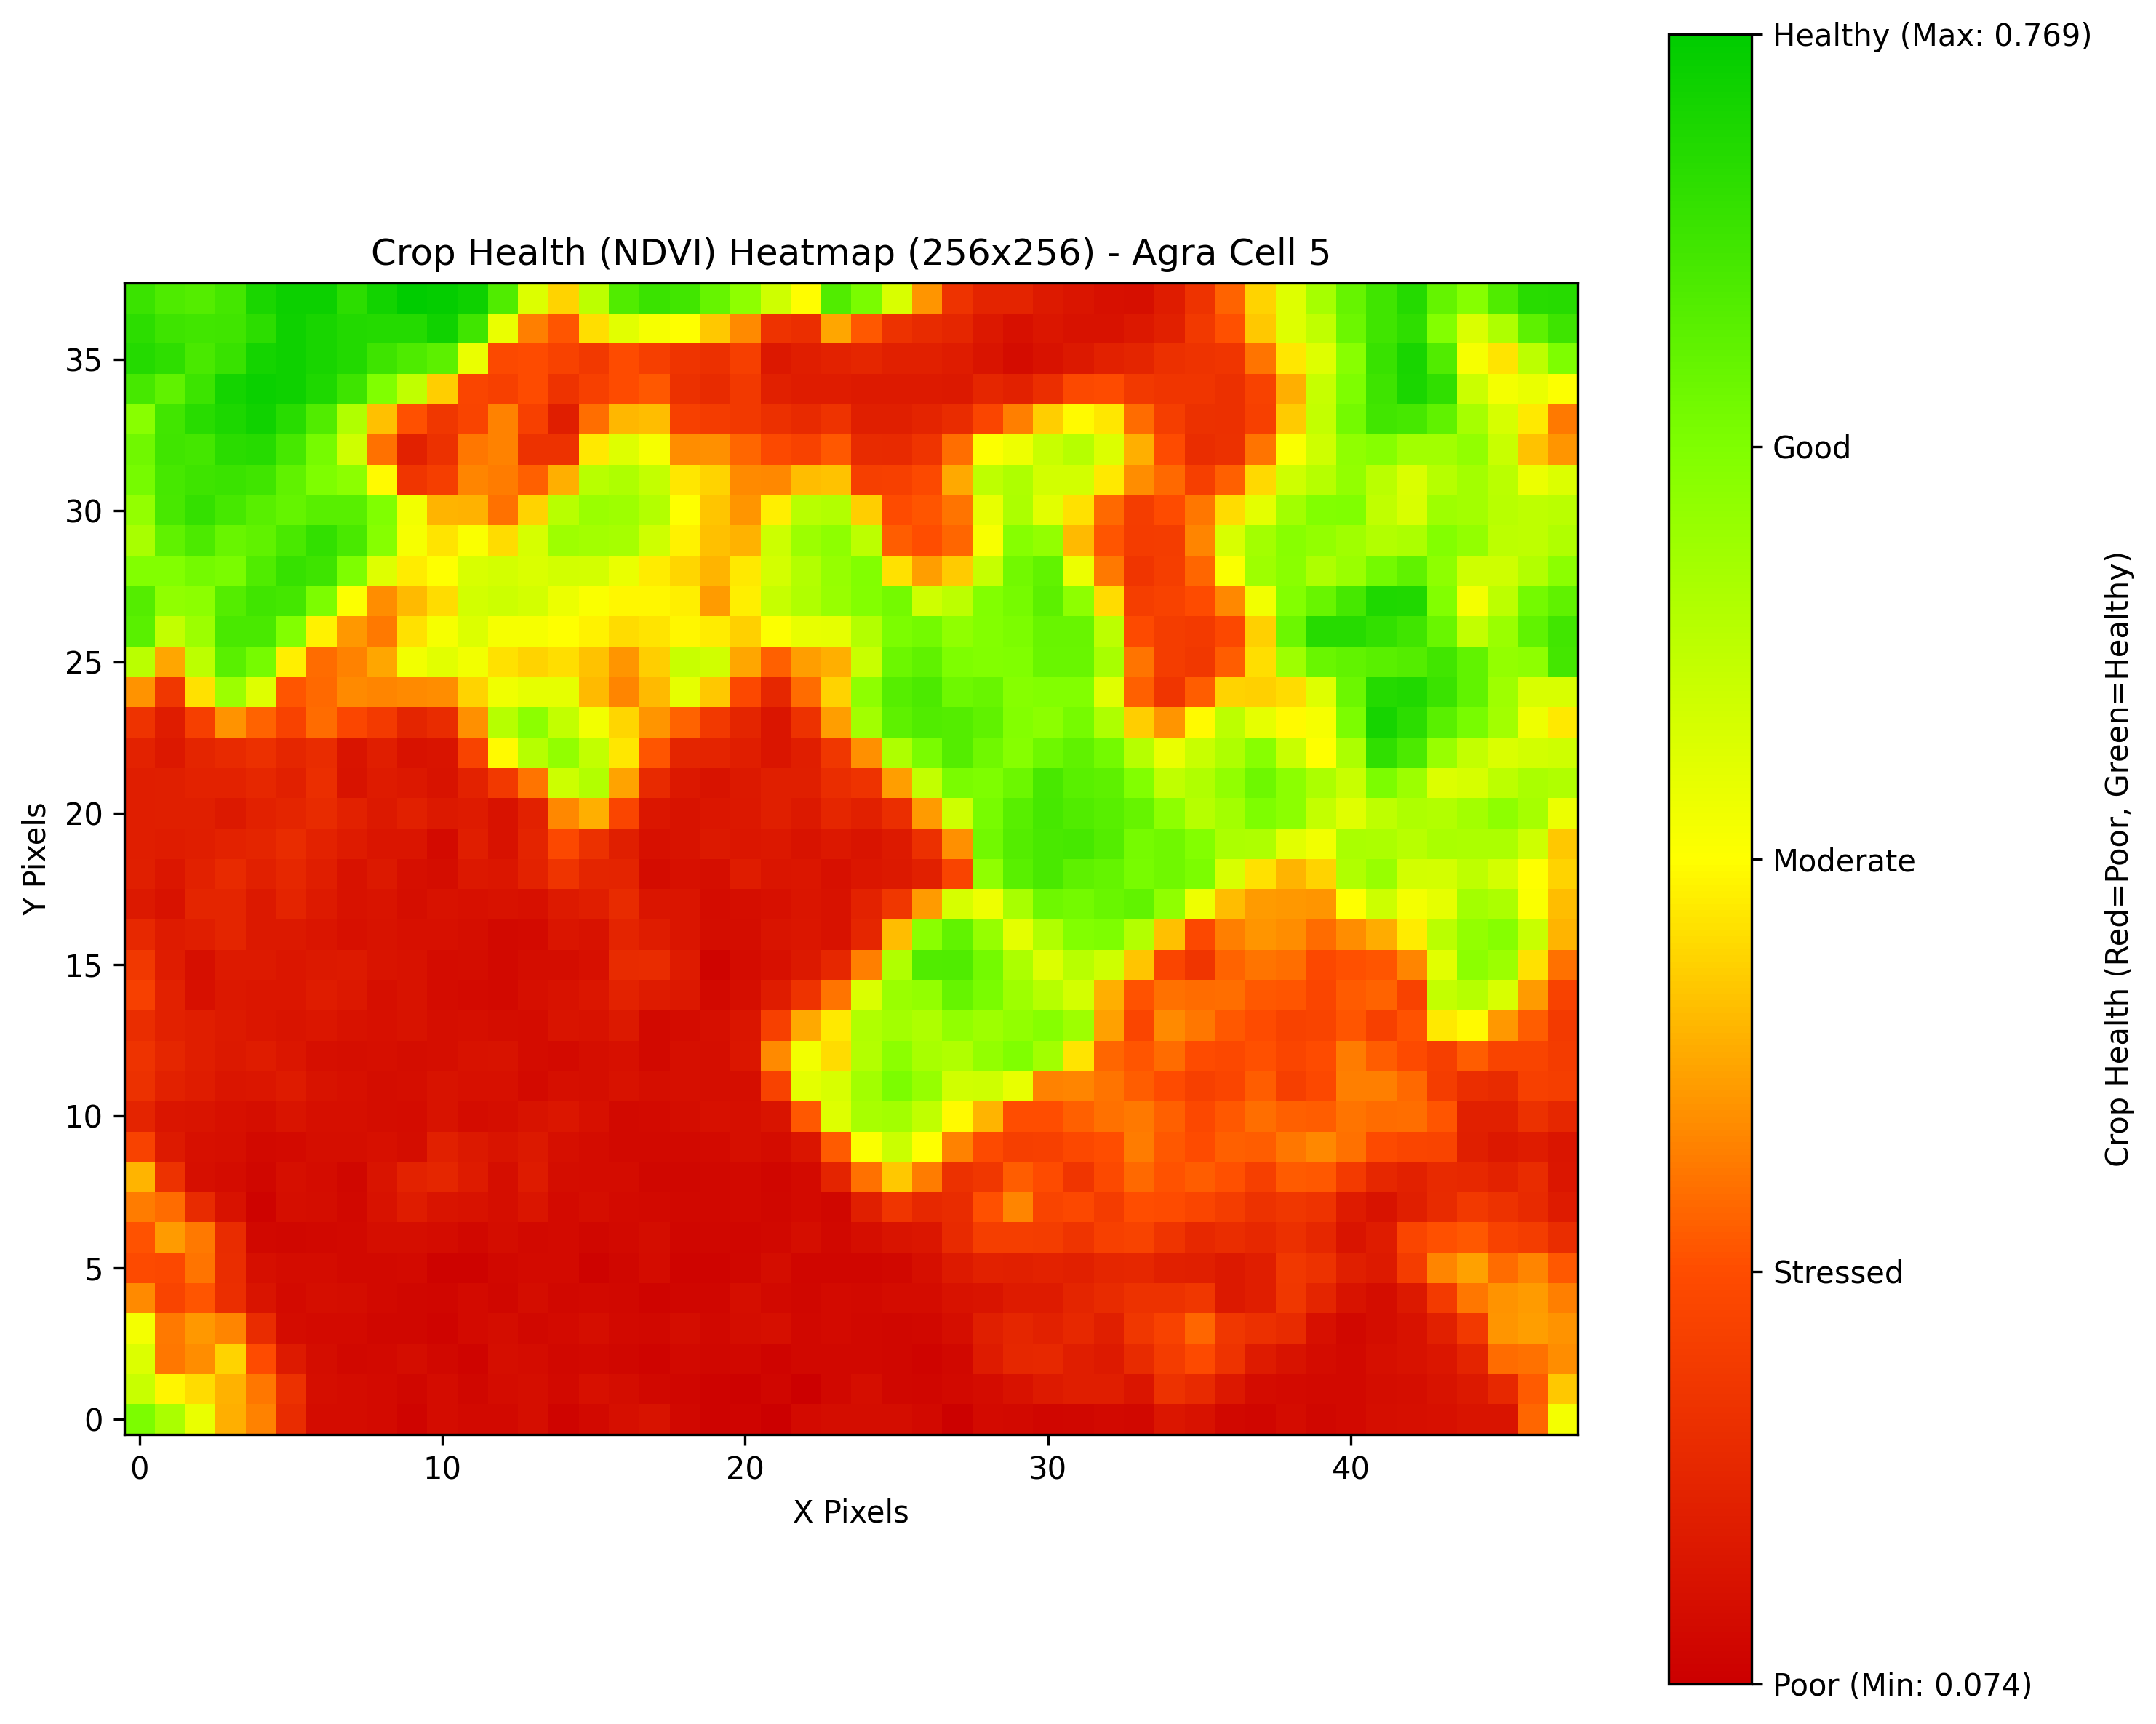 Crop Health (NDVI) Heatmap (256x256) - Agra Cell 5
Healthy (Max: 0.769)
Good
Moderate
Stressed
Poor (Min: 0.074)
Crop Health (Red=Poor, Green=Healthy)
Y Pixels
35
30
25
20
15
10
5
0
0 10 20 30 40
X Pixels